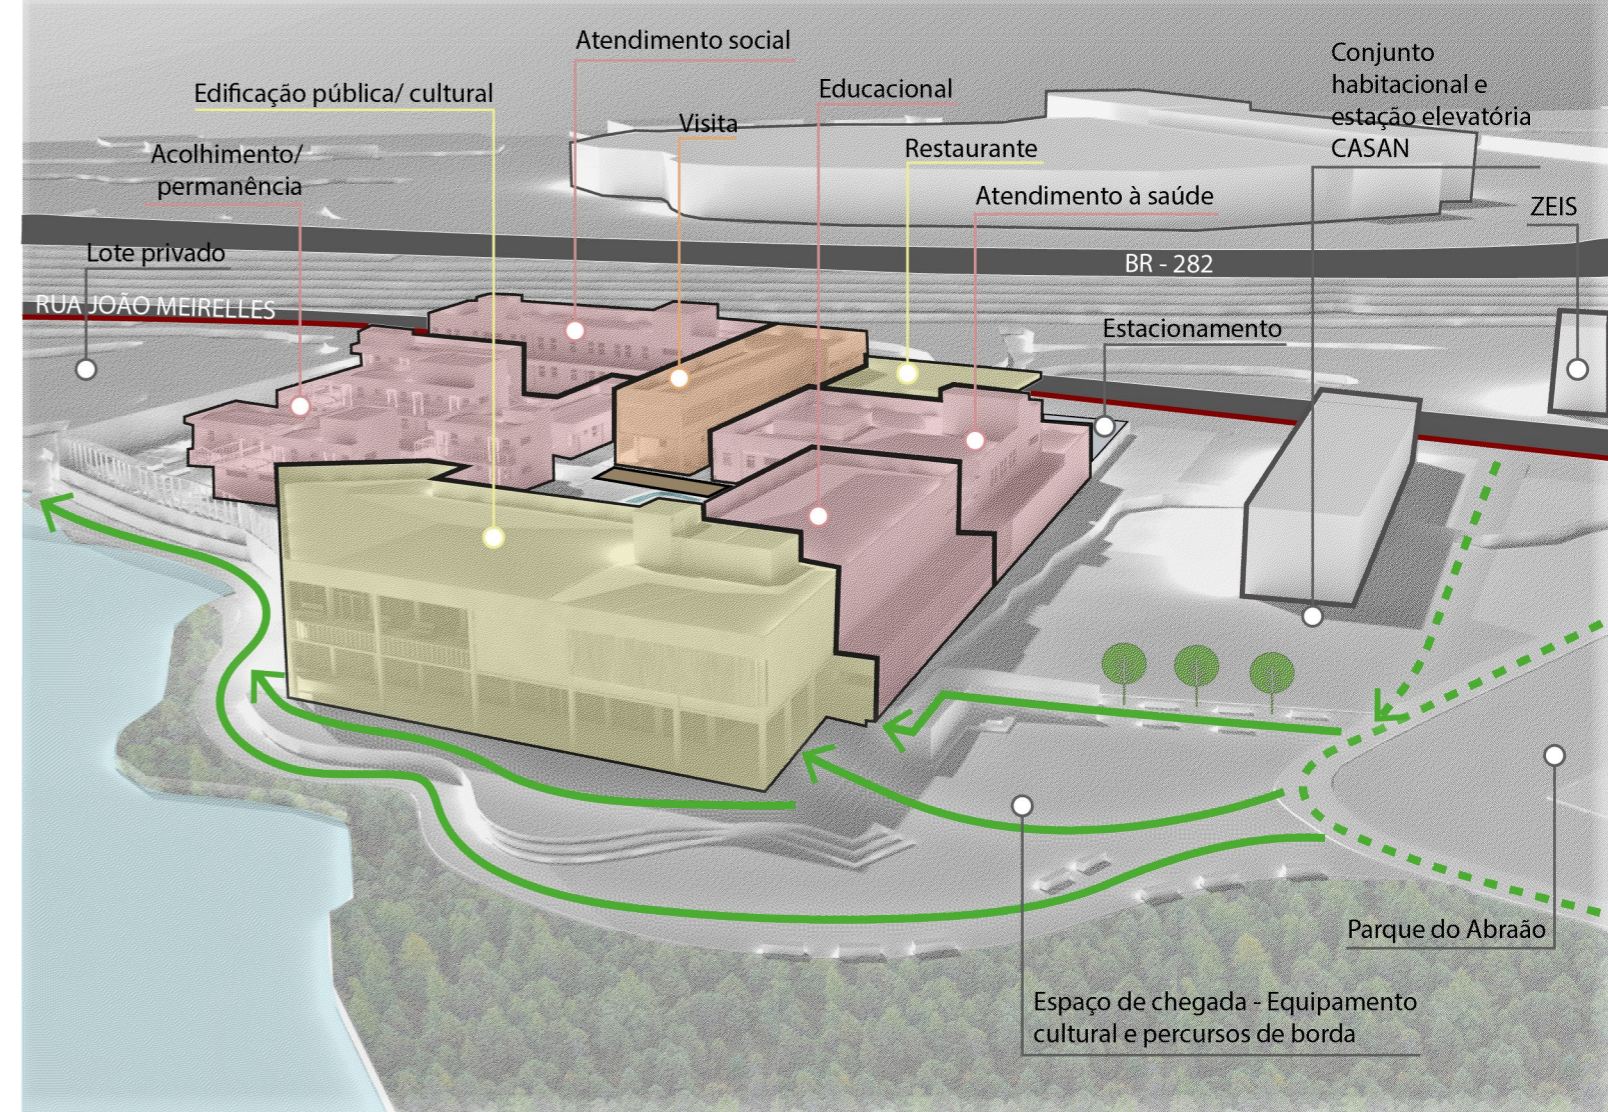 Atendimento social
Conjunto
habitacional e
estação elevatória
CASAN
Edificação pública/ cultural
Educacional
Visita
Restaurante
Acolhimento/
permanência
Atendimento à saúde
ZEIS
Lote privado
BR - 282
RUA JOÃO MEIRELLES
Estacionamento
Parque do Abraão
Espaço de chegada - Equipamento
cultural e percursos de borda